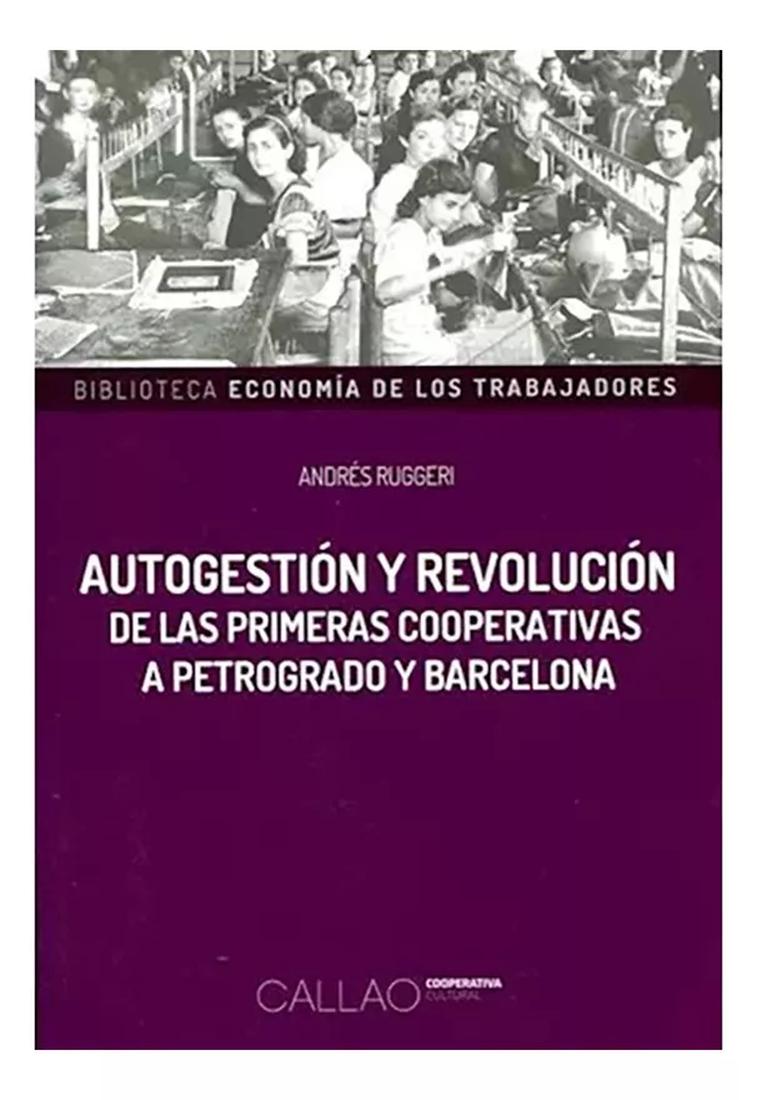 BIBLIOTECA ECONOMÍA DE LOS TRABAJADORES
ANDRÉS RUGGERI
AUTOGESTIÓN Y REVOLUCIÓN
DE LAS PRIMERAS COOPERATIVAS
A PETROGRADO Y BARCELONA
CALLAO COOPERATIVA
CULTURAL